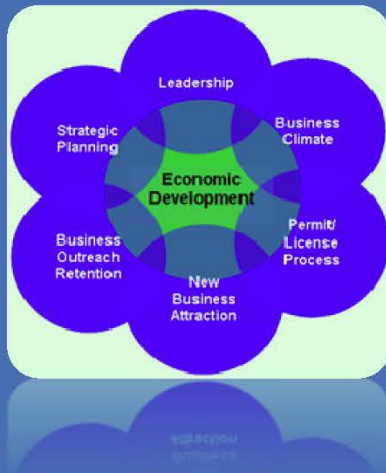 Leadership
Business
Climate
Permit/
License
Process
New
Business
Attraction
Business
Outreach
Retention
Strategic
Planning
Economic
Development